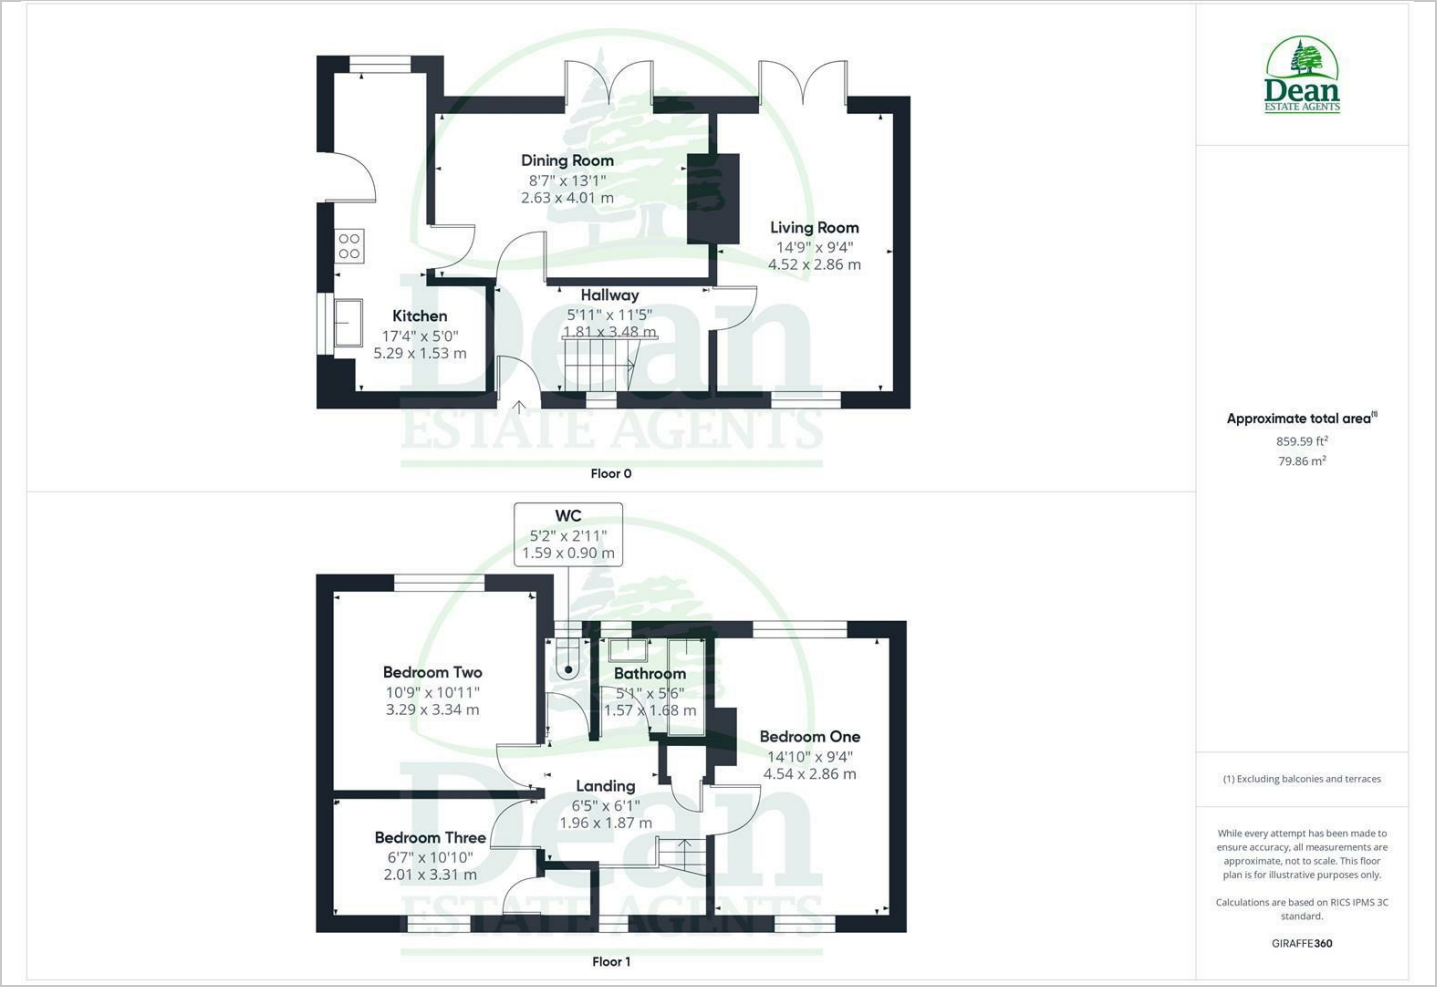 Dining Room
8'7" x 13'1"
2.63 x 4.01 m
Living Room
14'9" x 9'4"
4.52 x 2.86 m
Hallway
5'11" x 11'5"
1.81 x 3.48 m
Kitchen
17'4" x 5'0"
5.29 x 1.53 m
Dean
ESTATE AGENTS
Floor 0
WC
5'2" x 2'11"
1.59 x 0.90 m
Bedroom Two
10'9" x 10'11"
3.29 x 3.34 m
Bathroom
5'1" x 5'6"
1.57 x 1.68 m
Bedroom One
14'10" x 9'4"
4.54 x 2.86 m
Landing
6'5" x 6'1"
1.96 x 1.87 m
Bedroom Three
6'7" x 10'10"
2.01 x 3.31 m
Dean
ESTATE AGENTS
Floor 1
Dean
ESTATE AGENTS
Approximate total area(1)
859.59 ft²
79.86 m²
(1) Excluding balconies and terraces
While every attempt has been made to
ensure accuracy, all measurements are
approximate, not to scale. This floor
plan is for illustrative purposes only.
Calculations are based on RICS IPMS 3C
standard.
GIRAFFE360